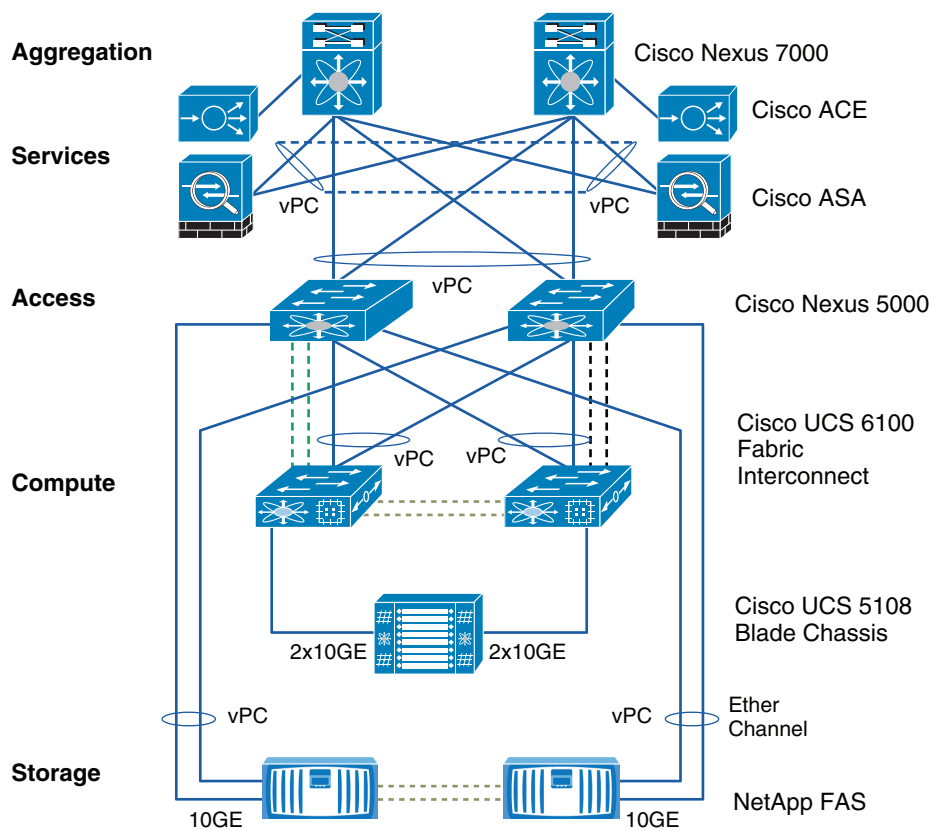 Aggregation
Cisco Nexus 7000
Cisco ACE
Services
Cisco ASA
vPC
vPC
vPC
Access
Cisco Nexus 5000
Cisco UCS 6100
Fabric
Interconnect
vPC
vPC
Compute
Cisco UCS 5108
Blade Chassis
2x10GE
2x10GE
vPC
vPC
Ether
Channel
Storage
NetApp FAS
10GE
10GE